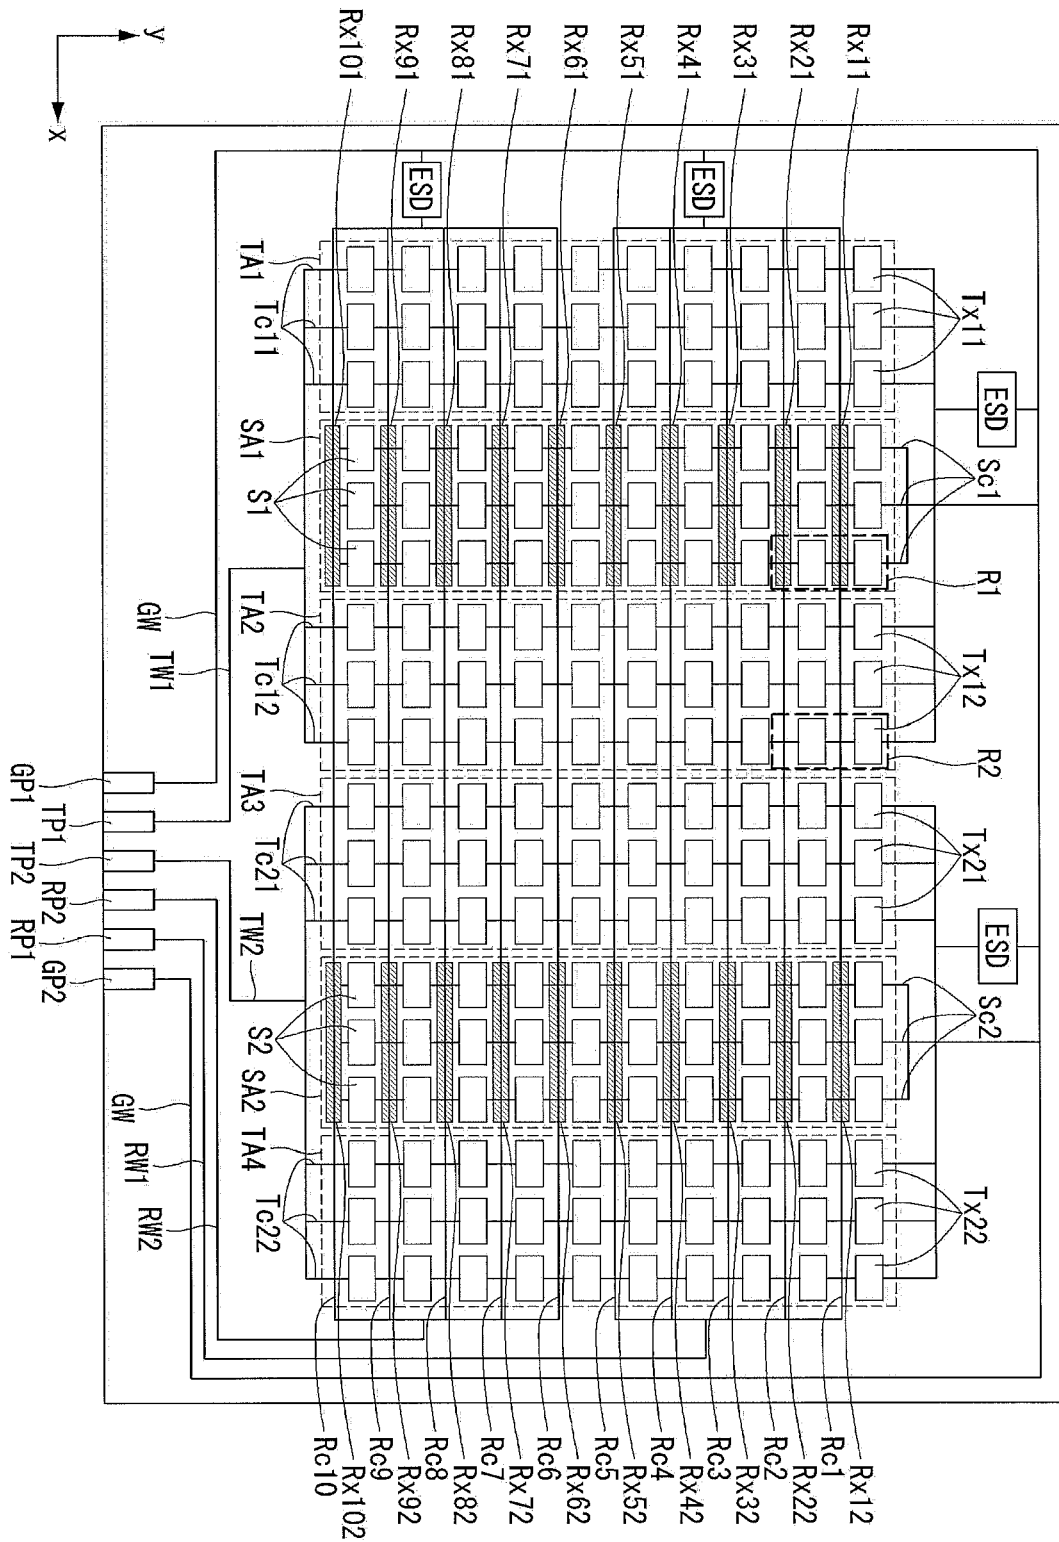 Rx11
Rx21
Rx31
Rx41
Rx51
Rx61
Rx71
Rx81
Rx91
Rx101
y
x
ESD
ESD
ESD
ESD
Tx11
Sc1
R1
Tx12
R2
Tx21
Sc2
Tx22
TA1
Tc11
SA1
S1
TA2
Tc12
TA3
Tc21
TW2
S2
SA2
TA4
Tc22
GW
TW1
GW
RW1
RW2
GP1
TP1
TP2
RP2
RP1
GP2
Rx12
Rc1
Rx22
Rc2
Rx32
Rc3
Rx42
Rc4
Rx52
Rc5
Rx62
Rc6
Rx72
Rc7
Rx82
Rc8
Rx92
Rc9
Rx102
Rc10